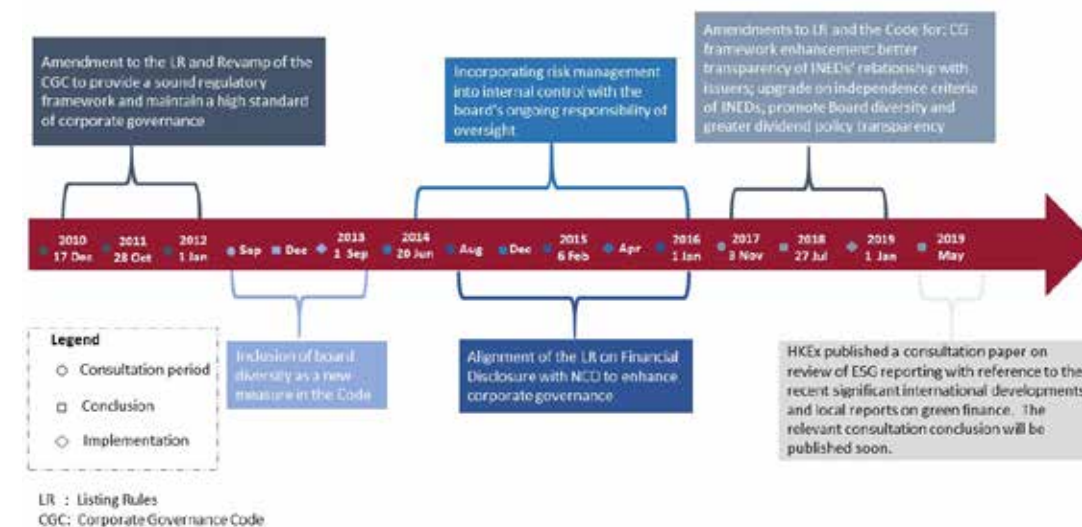 Amendment to the LR and Revamp of the
CGC to provide a sound regulatory
framework and maintain a high standard
of corporate governance
Incorporating risk management
into internal control with the
board's ongoing responsibility of
oversight
Amendments to LR and the Code for: CG
framework enhancement; better
transparency of INEDs' relationship with
issuers; upgrade on independence criteria
of INEDs, promote Board diversity and
greater dividend policy transparency
2010
17 Dec
2011
28 Oct
2012
1 Jan
Sep
Dec
2013
1 Sep
2014
20 Jun
Aug
Dec
2015
6 Feb
Apr
2016
1 Jan
2017
3 Nov
2018
27 Jul
2019
1 Jan
2019
May
Legend
Consultation period
Conclusion
Implementation
Inclusion of board
diversity as a new
measure in the Code
Alignment of the LR on Financial
Disclosure with NCO to enhance
corporate governance
HKEx published a consultation paper on
review of ESG reporting with reference to the
recent significant international developments
and local reports on green finance. The
relevant consultation conclusion will be
published soon.
LR : Listing Rules
CGC: Corporate Governance Code